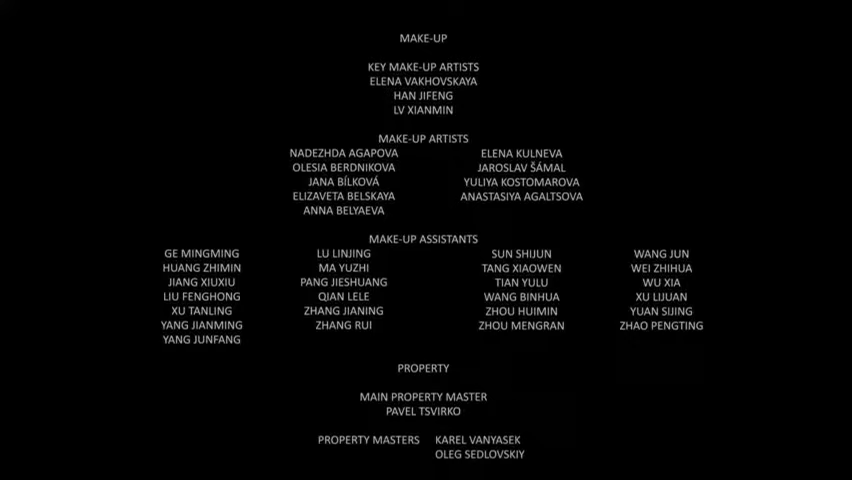 MAKE-UP
KEY MAKE-UP ARTISTS
ELENA VAKHOVSKAYA
HAN JIFENG
LV XIANMIN
MAKE-UP ARTISTS
NADEZHDA AGAPOVA ELENA KULNEVA
OLESIA BERDNIKOVA JAROSLAV ŠÁMAL
JANA BÍLKOVÁ YULIYA KOSTOMAROVA
ELIZAVETA BELSKAYA ANASTASIYA AGALTSOVA
ANNA BELYAEVA
MAKE-UP ASSISTANTS
GE MINGMING LU LINJING SUN SHIJUN WANG JUN
HUANG ZHIMIN MA YUZHI TANG XIAOWEN WEI ZHIHUA
JIANG XIUXIU PANG JIESHUANG TIAN YULU WU XIA
LIU FENGHONG QIAN LELE WANG BINHUA XU LIJUAN
XU TANLING ZHANG JIANING ZHOU HUIMIN YUAN SIJING
YANG JIANMING ZHANG RUI ZHOU MENGRAN ZHAO PENGTING
YANG JUNFANG
PROPERTY
MAIN PROPERTY MASTER
PAVEL TSVIRKO
PROPERTY MASTERS KAREL VANYASEK
OLEG SEDLOVSKIY